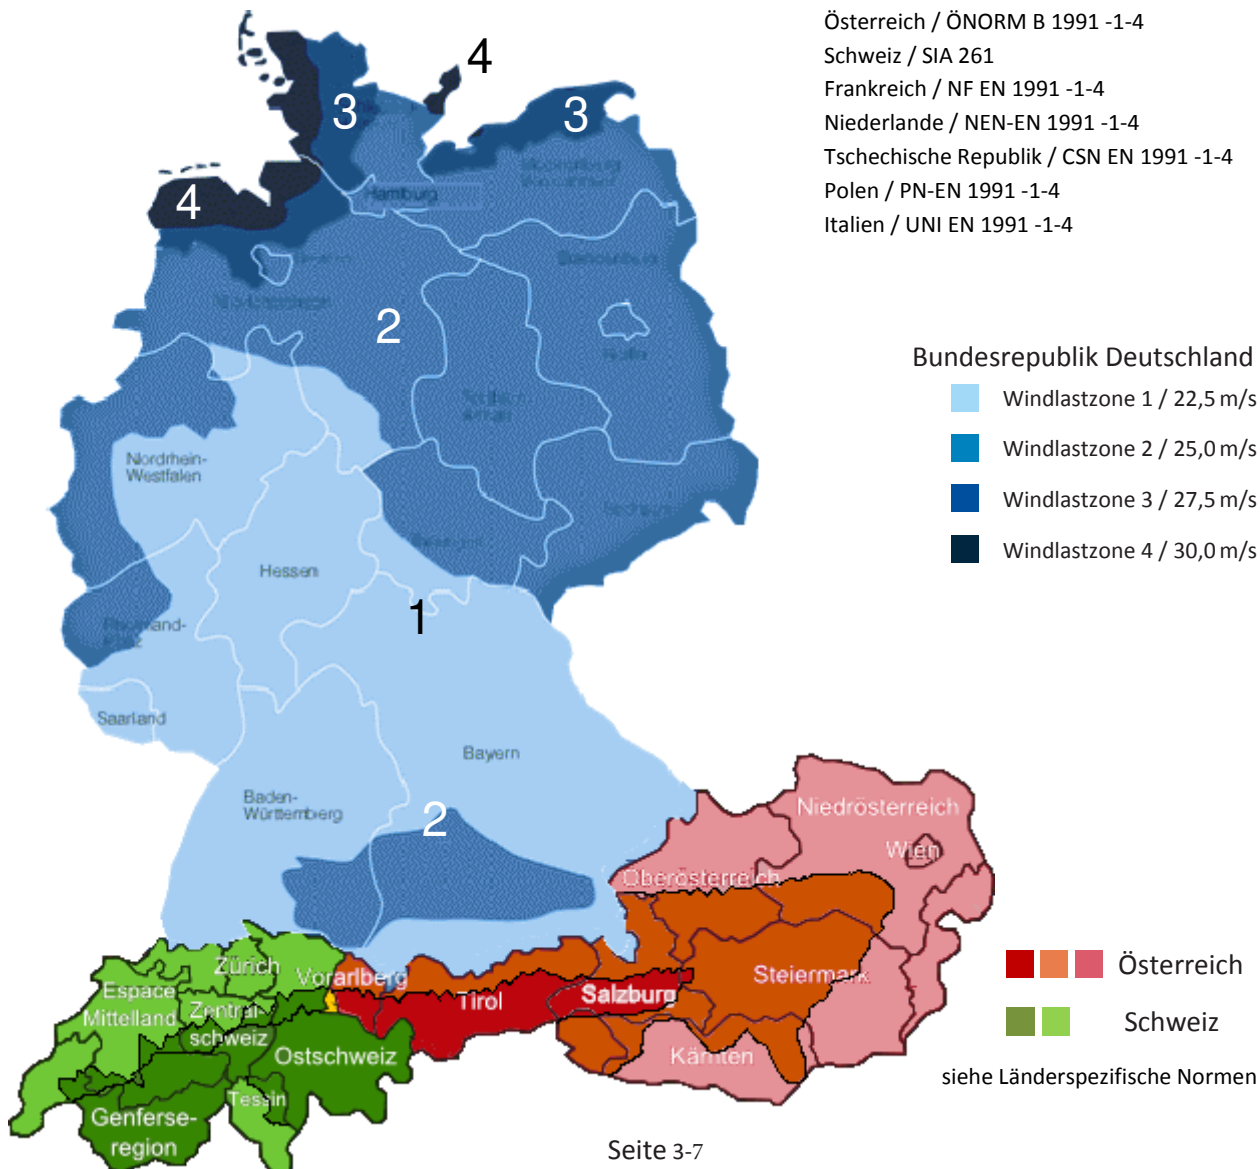 Österreich / ÖNORM B 1991 -1-4
Schweiz / SIA 261
Frankreich / NF EN 1991 -1-4
Niederlande / NEN-EN 1991 -1-4
Tschechische Republik / CSN EN 1991 -1-4
Polen / PN-EN 1991 -1-4
Italien / UNI EN 1991 -1-4
4
3
3
4
Hamburg
2
Bundesrepublik Deutschland
Windlastzone 1 / 22,5 m/s
Windlastzone 2 / 25,0 m/s
Windlastzone 3 / 27,5 m/s
Windlastzone 4 / 30,0 m/s
Nordrhein-
Westfalen
Hessen
1
Saarland
Bayern
Baden-
Württemberg
2
Niedrösterreich
Wien
Oberösterreich
Zürich
Vorarlberg
Tirol
Salzburg
Steiermark
Espace
Mittelland
Zentral-
schweiz
Ostschweiz
Kärnten
Tessin
Genferse-
region
Österreich
Schweiz
siehe Länderspezifische Normen
Seite 3-7